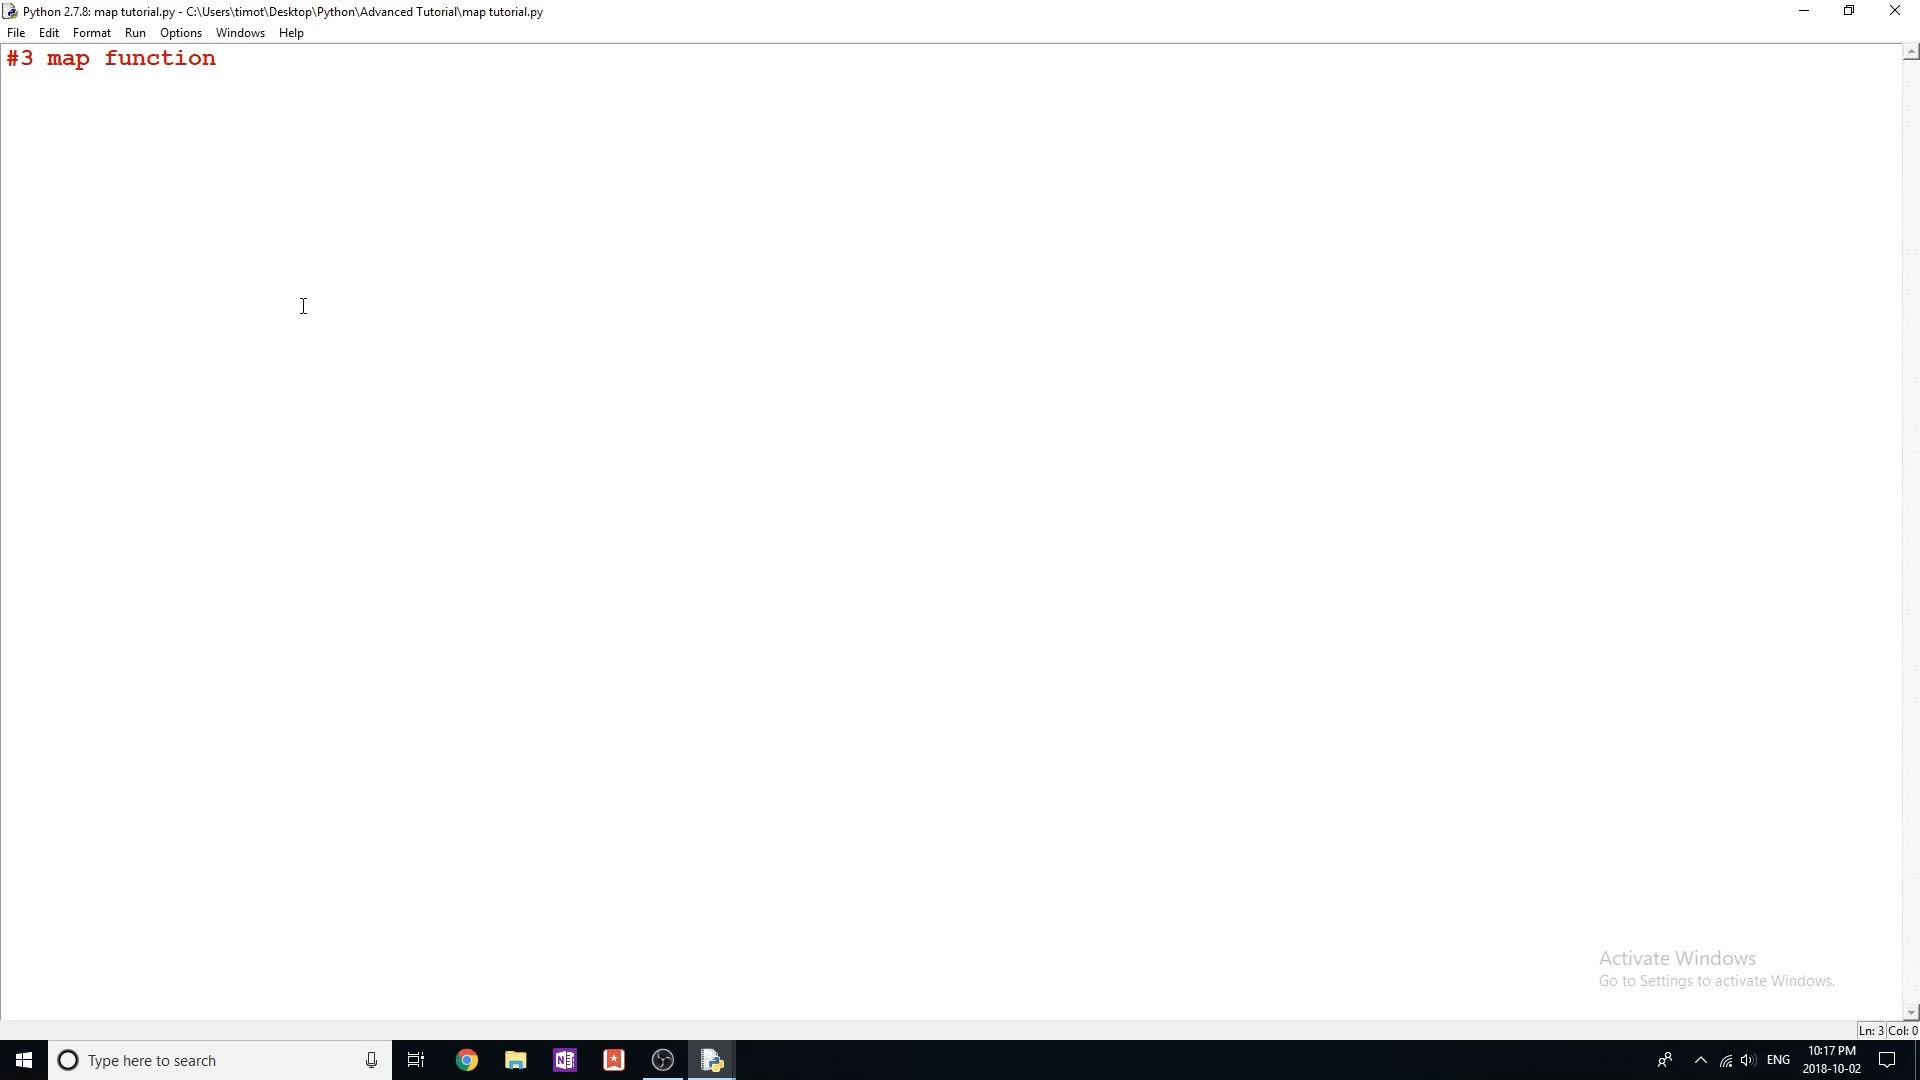 Python 2.7.8: map tutorial.py - C:\Users\timot\Desktop\Python\Advanced Tutorial\map tutorial.py
File Edit Format Run Options Windows Help
#3 map function
Activate Windows
Go to Settings to activate Windows.
Ln: 3 Col: 0
Type here to search
N
ENG
10:17 PM
2018-10-02